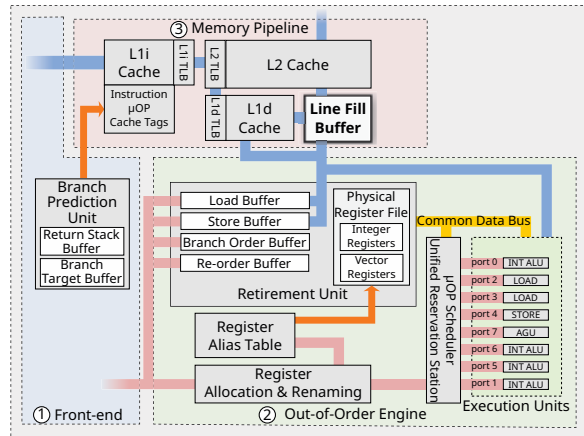 ③ Memory Pipeline
L1i
Cache
L1i TLB
L2 TLB
L2 Cache
Instruction
µOP
Cache Tags
L1d TLB
L1d
Cache
Line Fill
Buffer
Branch
Prediction
Unit
Return Stack
Buffer
Branch
Target Buffer
Load Buffer
Store Buffer
Branch Order Buffer
Re-order Buffer
Physical
Register File
Integer
Registers
Vector
Registers
Retirement Unit
Common Data Bus
µOP Scheduler
Unified Reservation Station
port 0 INT ALU
port 2 LOAD
port 3 LOAD
port 4 STORE
port 7 AGU
port 6 INT ALU
port 5 INT ALU
port 1 INT ALU
Execution Units
Register
Alias Table
Register
Allocation & Renaming
① Front-end
② Out-of-Order Engine